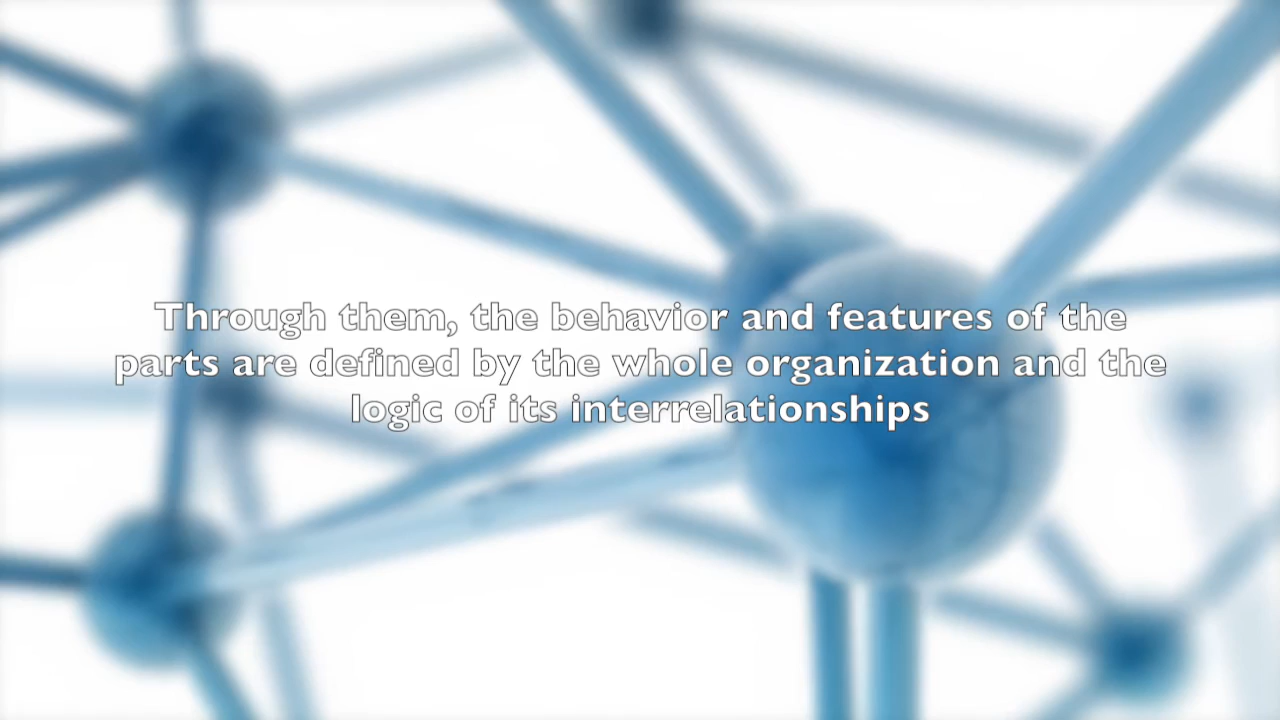 Through them, the behavior and features of the
parts are defined by the whole organization and the
logic of its interrelationships